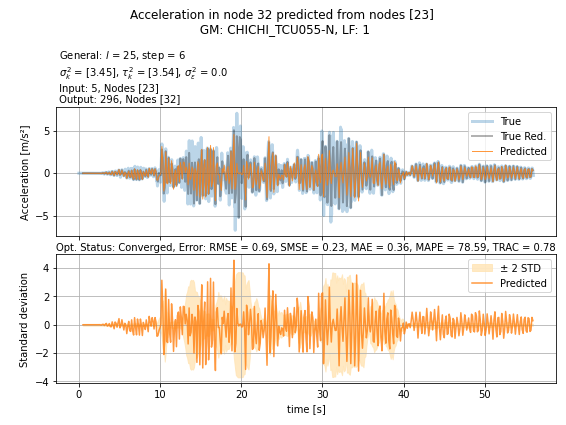 Acceleration in node 32 predicted from nodes [23]
GM: CHICHI_TCU055-N, LF: 1
General: l = 25, step = 6
σ²ₖ = [3.45], τ²ₖ = [3.54], σ²ε = 0.0
Input: 5, Nodes [23]
Output: 296, Nodes [32]
Acceleration [m/s²]
5
0
−5
True
True Red.
Predicted
Opt. Status: Converged, Error: RMSE = 0.69, SMSE = 0.23, MAE = 0.36, MAPE = 78.59, TRAC = 0.78
Standard deviation
4
2
0
−2
−4
± 2 STD
Predicted
0 10 20 30 40 50
time [s]